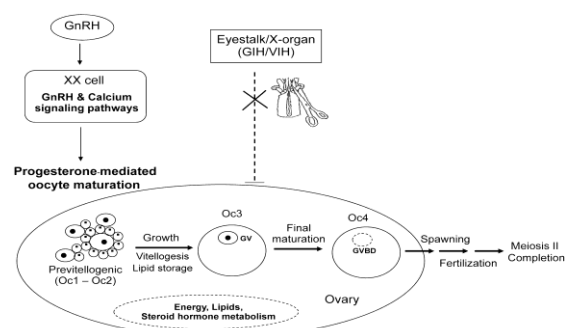 GnRH
Eyestalk/X-organ
(GIH/VIH)
XX cell
GnRH & Calcium
signaling pathways
Progesterone-mediated
oocyte maturation
Oc3
Oc4
GV
GVBD
Growth
Vitellogesis
Lipid storage
Final
maturation
Spawning
Fertilization
Meiosis II
Completion
Previtellogenic
(Oc1 – Oc2)
Ovary
Energy, Lipids,
Steroid hormone metabolism